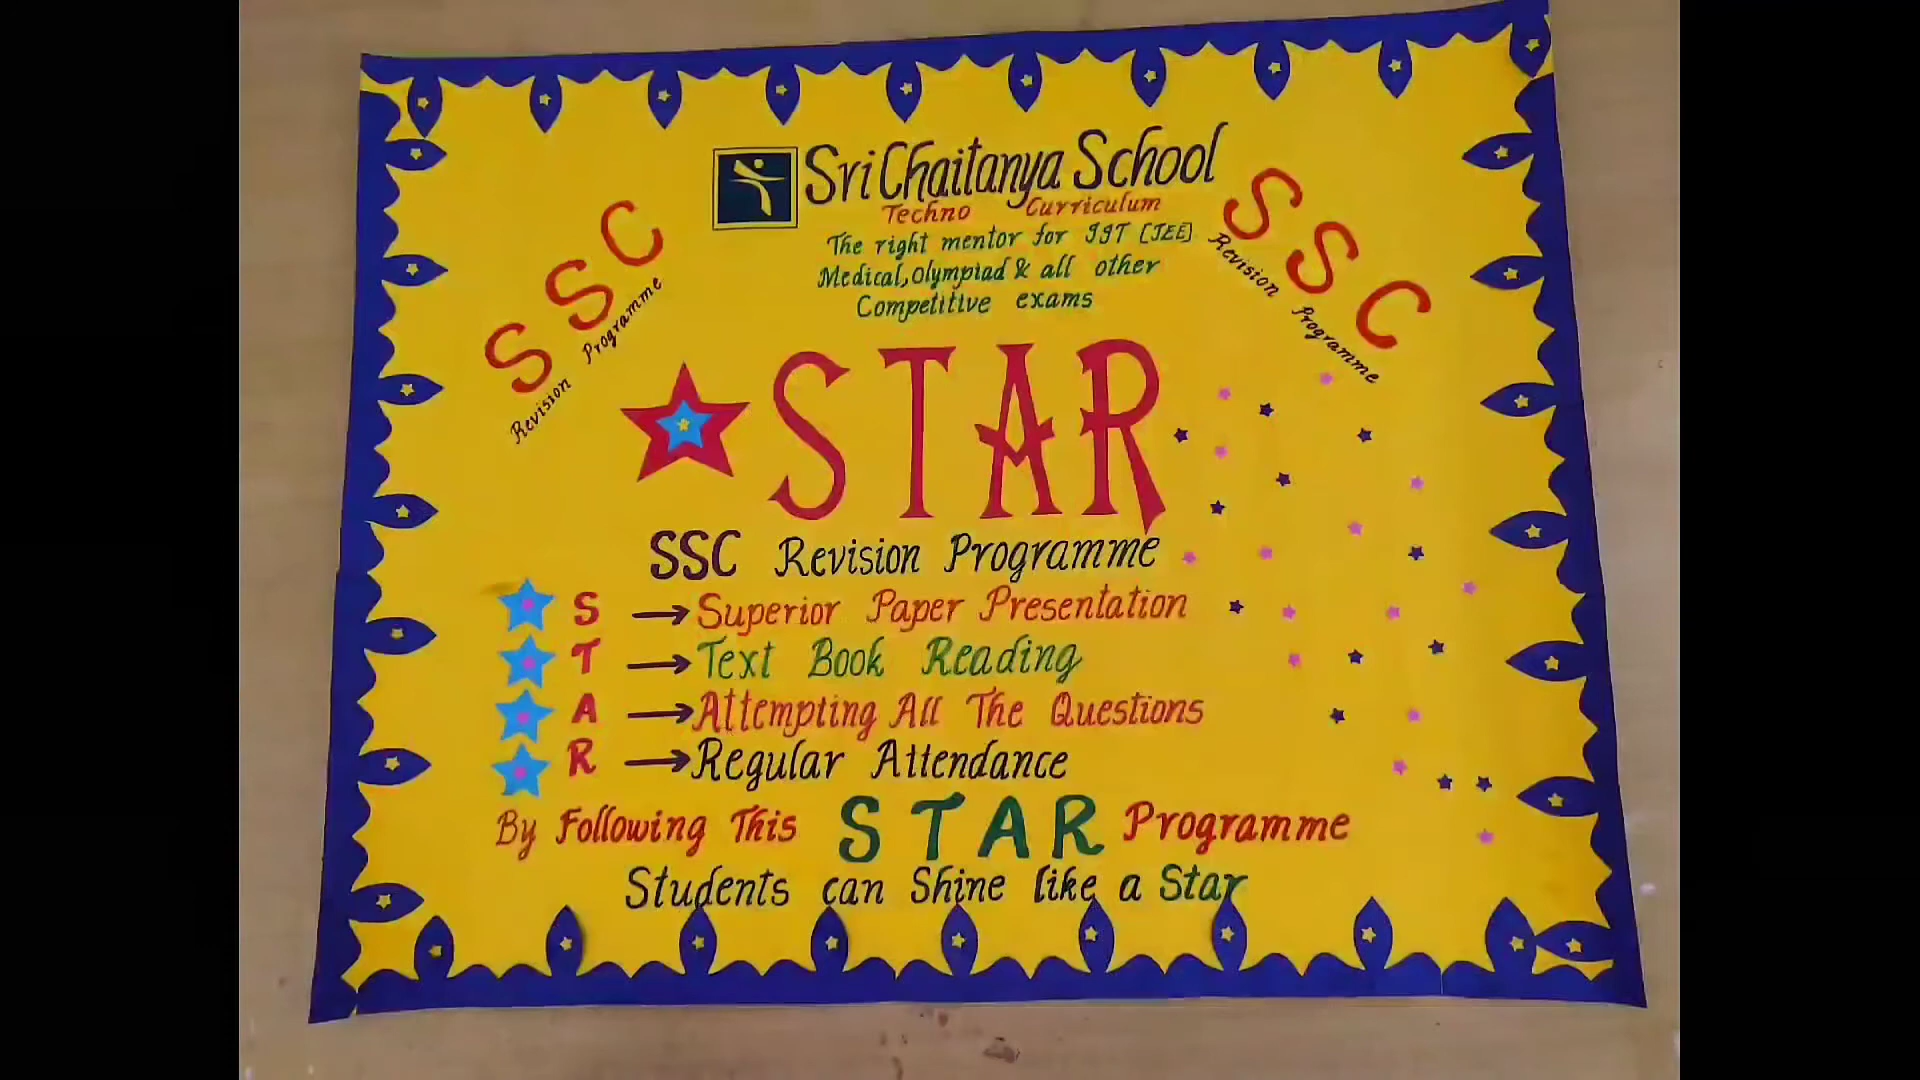 Sri Chaitanya School
Techno Curriculum
The right mentor for IIT [JEE]
Medical, Olympiad & all other
Competitive exams
SSC
Revision Programme
SSC
Revision Programme
STAR
SSC Revision Programme
S → Superior Paper Presentation
T → Text Book Reading
A → Attempting All The Questions
R → Regular Attendance
By Following This STAR Programme
Students can Shine like a Star